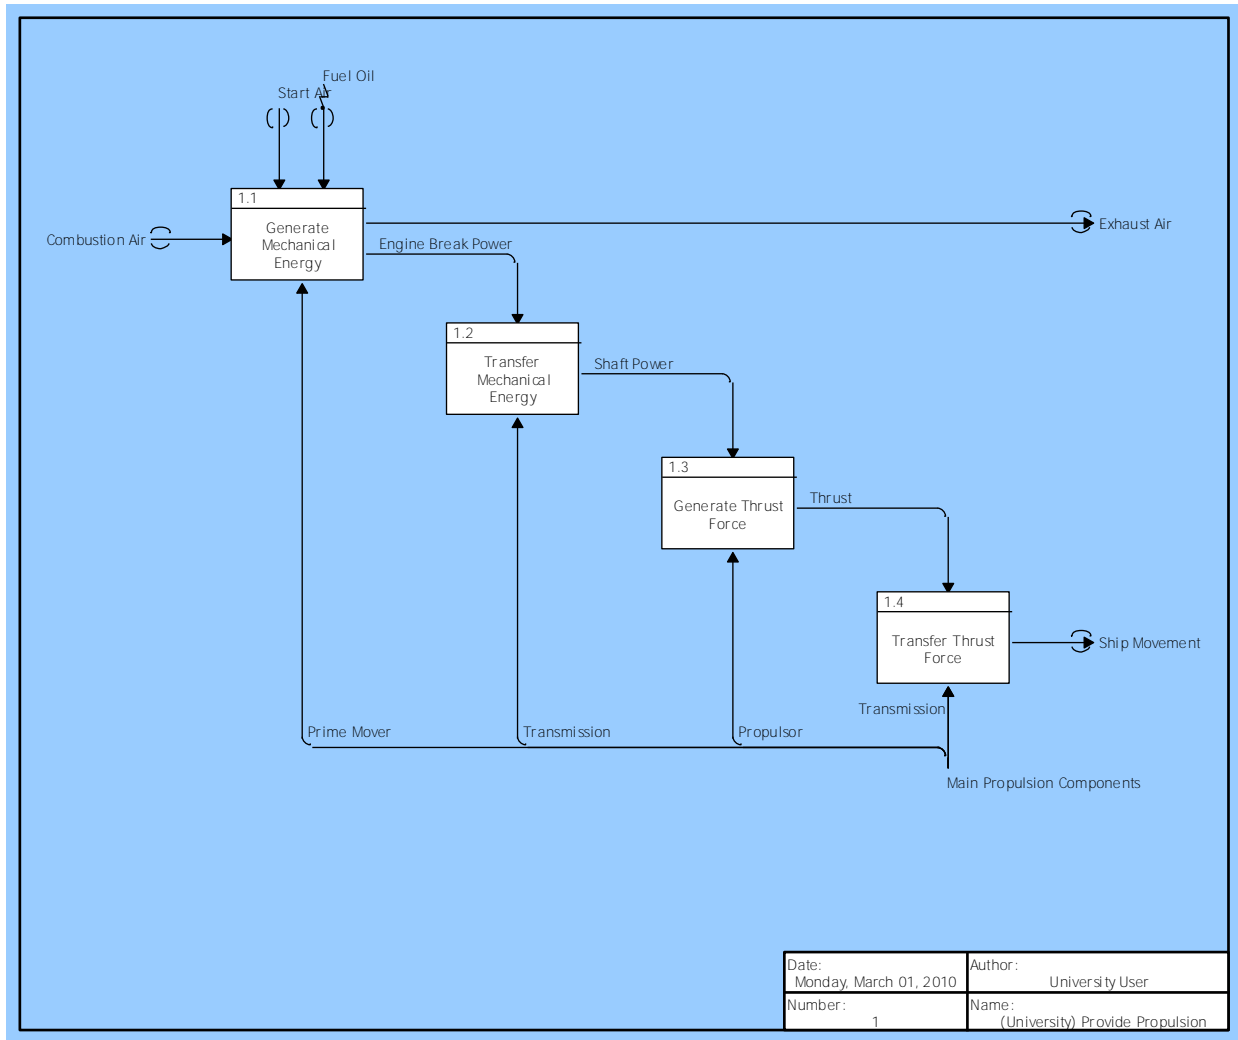 Fuel Oil
Start Air
1.1
Generate
Mechanical
Energy
Combustion Air
Exhaust Air
Engine Break Power
1.2
Transfer
Mechanical
Energy
Shaft Power
1.3
Generate Thrust
Force
Thrust
1.4
Transfer Thrust
Force
Ship Movement
Transmission
Prime Mover
Transmission
Propulsor
Main Propulsion Components
Date:
Monday, March 01, 2010
Author:
University User
Number:
1
Name:
(University) Provide Propulsion